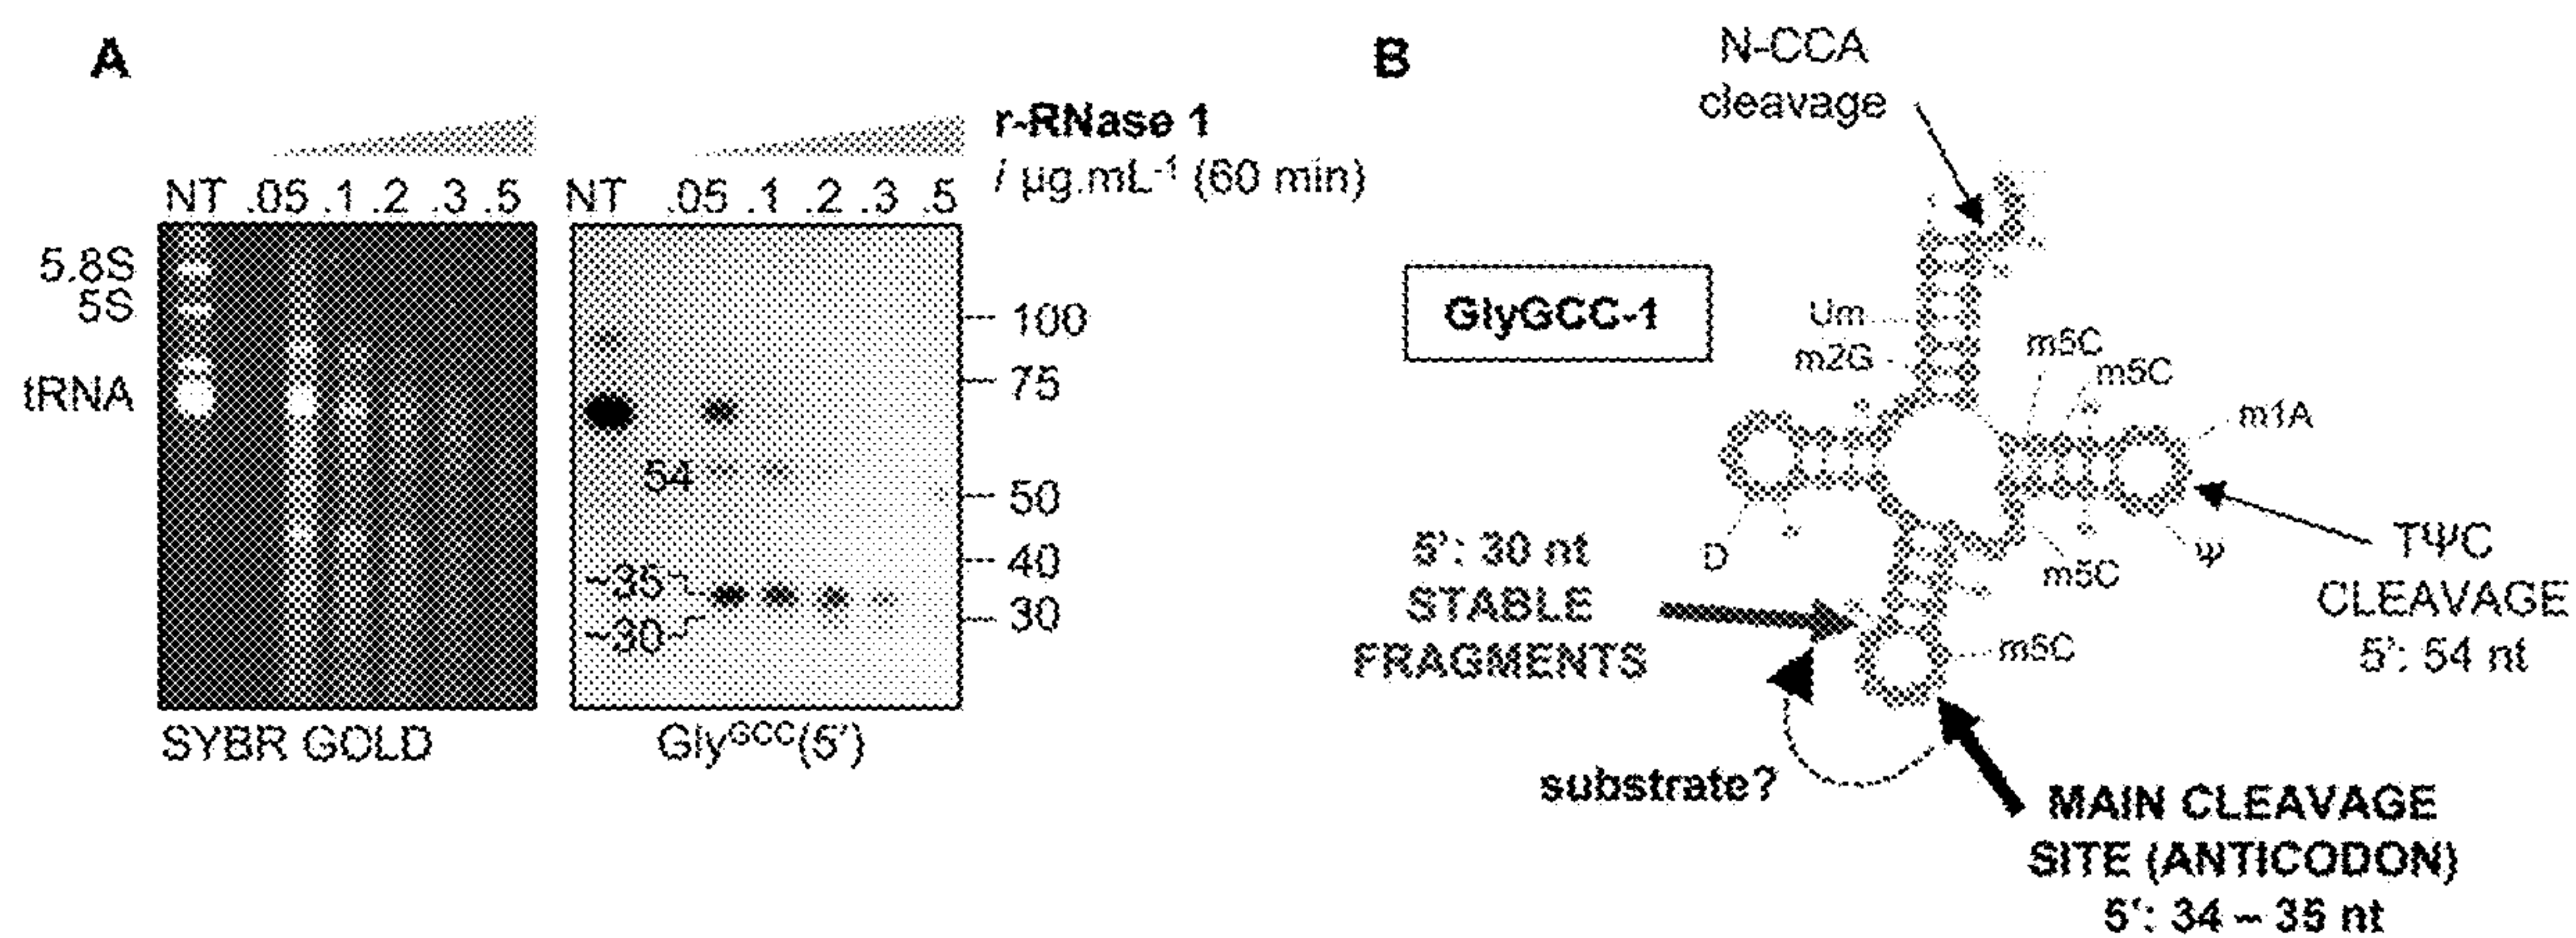 A
r-RNase 1
/ µg.mL-1 (60 min)
NT .05 .1 .2 .3 .5
NT .05 .1 .2 .3 .5
5.8S
5S
tRNA
100
75
54
50
40
~35
30
~30
SYBR GOLD
GlyGCC(5')
B
N-CCA
cleavage
GlyGCC-1
Um
m2G
m5C
m5C
m1A
D
Ψ
m5C
TΨC
CLEAVAGE
5': 54 nt
5': 30 nt
STABLE
FRAGMENTS
m5C
substrate?
MAIN CLEAVAGE
SITE (ANTICODON)
5': 34 – 35 nt